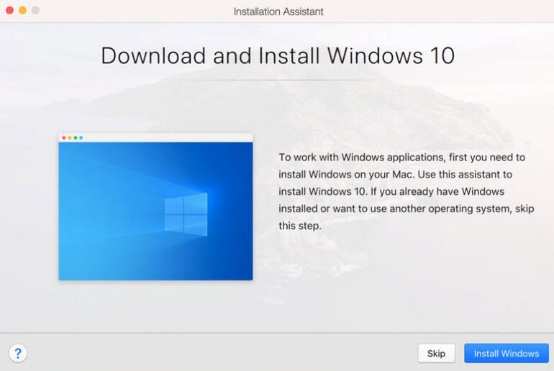 Installation Assistant
Download and Install Windows 10
To work with Windows applications, first you need to
install Windows on your Mac. Use this assistant to
install Windows 10. If you already have Windows
installed or want to use another operating system, skip
this step.
?
Skip
Install Windows